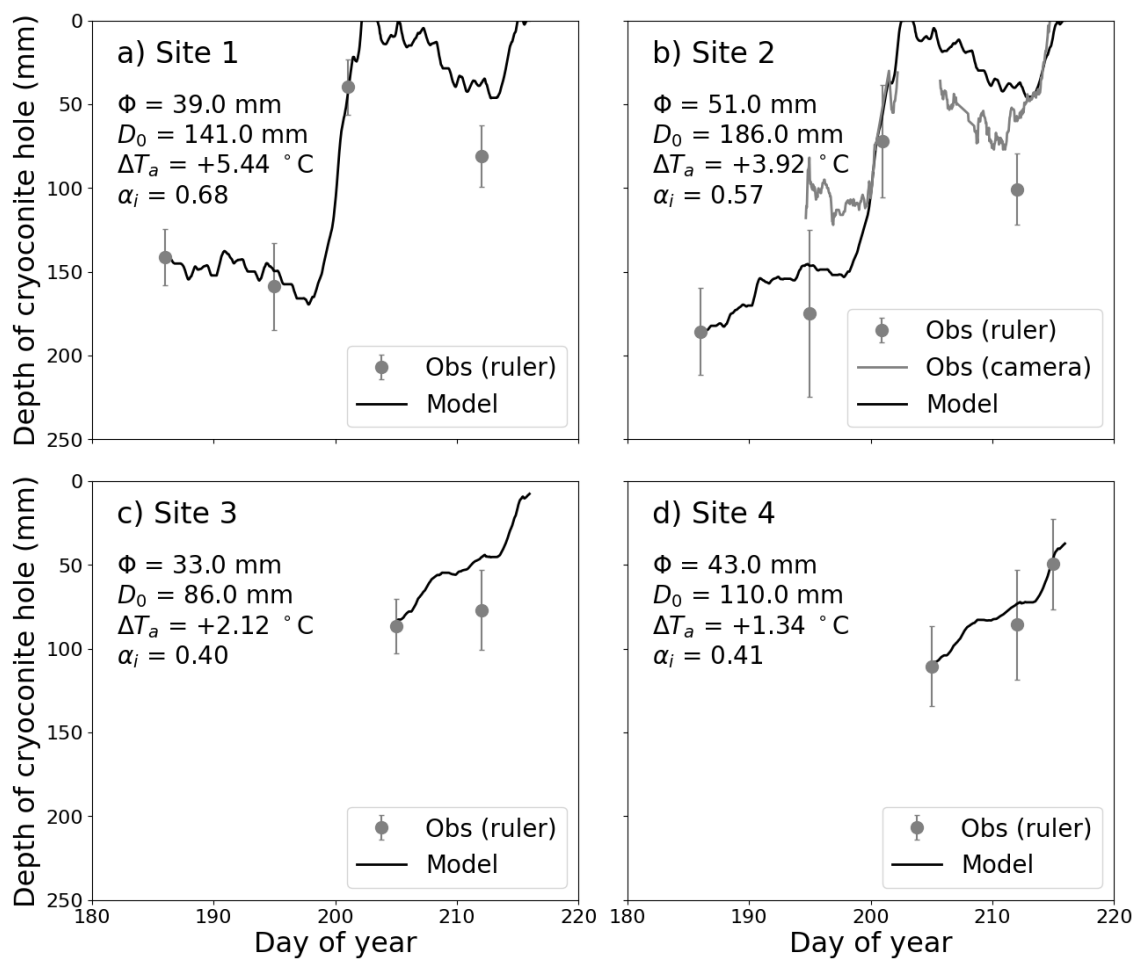 Depth of cryoconite hole (mm)
0
50
100
150
200
250
a) Site 1
Φ = 39.0 mm
D₀ = 141.0 mm
ΔTₐ = +5.44 °C
αᵢ = 0.68
Obs (ruler)
Model
b) Site 2
Φ = 51.0 mm
D₀ = 186.0 mm
ΔTₐ = +3.92 °C
αᵢ = 0.57
Obs (ruler)
Obs (camera)
Model
Depth of cryoconite hole (mm)
0
50
100
150
200
250
c) Site 3
Φ = 33.0 mm
D₀ = 86.0 mm
ΔTₐ = +2.12 °C
αᵢ = 0.40
Obs (ruler)
Model
180 190 200 210 220
Day of year
d) Site 4
Φ = 43.0 mm
D₀ = 110.0 mm
ΔTₐ = +1.34 °C
αᵢ = 0.41
Obs (ruler)
Model
180 190 200 210 220
Day of year